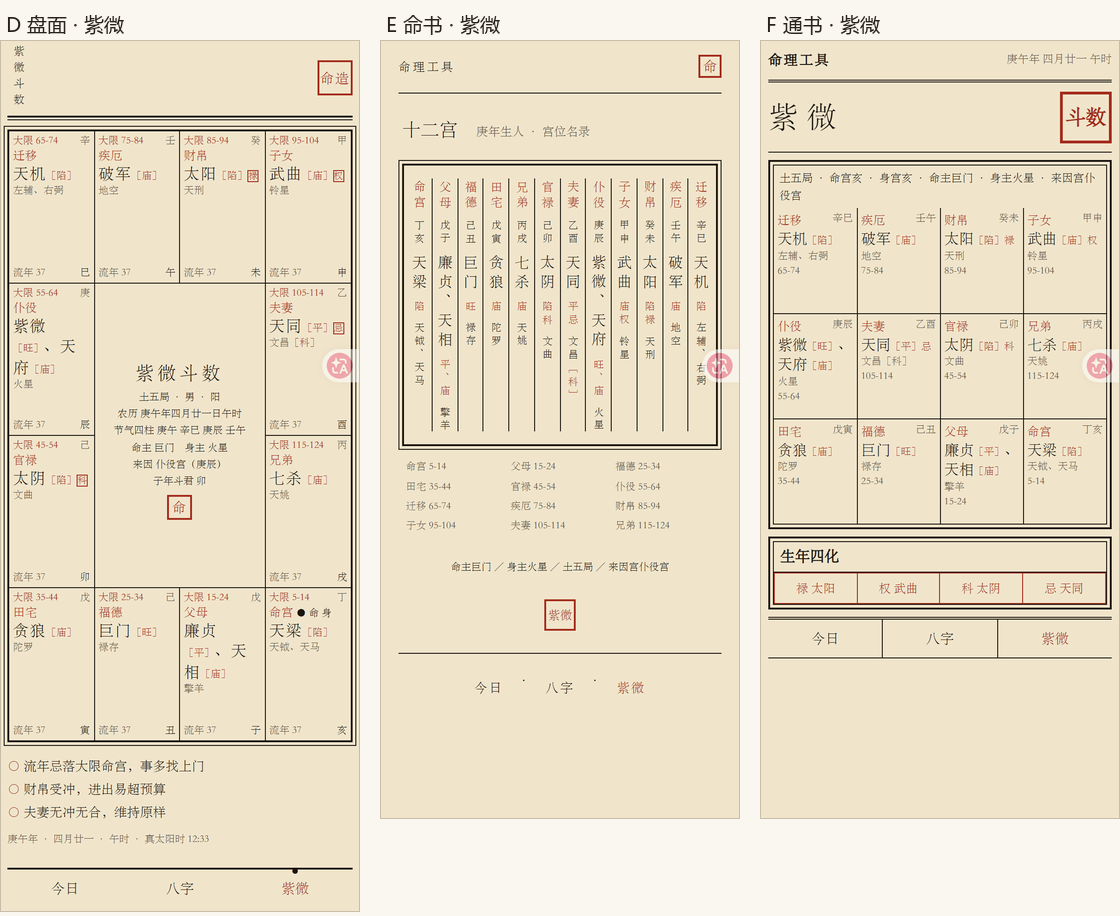 D 盘面 · 紫微
紫微斗数
命造
大限 65-74 辛
迁移
天机［陷］
左辅、右弼
流年 37 巳
大限 75-84 壬
疾厄
破军［庙］
地空
流年 37 午
大限 85-94 癸
财帛
太阳［陷］禄
天刑
流年 37 未
大限 95-104 甲
子女
武曲［庙］权
铃星
流年 37 申
大限 55-64 庚
仆役
紫微
［旺］、天
府［庙］
火星
流年 37 辰
紫微斗数
土五局 · 男 · 阳
农历 庚午年四月廿一日午时
节气四柱 庚午 辛巳 庚辰 壬午
命主 巨门 身主 火星
来因 仆役宫（庚辰）
子年斗君 卯
命
大限 105-114 乙
夫妻
天同［平］忌
文昌［科］
流年 37 酉
大限 45-54 己
官禄
太阴［陷］科
文曲
流年 37 卯
大限 115-124 丙
兄弟
七杀［庙］
天姚
流年 37 戌
大限 35-44 戊
田宅
贪狼［庙］
陀罗
流年 37 寅
大限 25-34 己
福德
巨门［旺］
禄存
流年 37 丑
大限 15-24 戊
父母
廉贞
［平］、天
相［庙］
擎羊
流年 37 子
大限 5-14 丁
命宫 ● 命 身
天梁［陷］
天钺、天马
流年 37 亥
○ 流年忌落大限命宫，事多找上门
○ 财帛受冲，进出易超预算
○ 夫妻无冲无合，维持原样
庚午年 · 四月廿一 · 午时 · 真太阳时 12:33
今日 八字 紫微
E 命书 · 紫微
命理工具 命
十二宫 庚年生人 · 宫位名录
命宫 丁亥 天梁 陷 天钺、天马
父母 戊子 廉贞、天相 平、庙 擎羊
福德 己丑 巨门 旺 禄存
田宅 戊寅 贪狼 庙 陀罗
兄弟 丙戌 七杀 庙 天姚
官禄 己卯 太阴 陷科 文曲
夫妻 乙酉 天同 平忌 文昌［科］
仆役 庚辰 紫微、天府 旺、庙 火星
子女 甲申 武曲 庙权 铃星
财帛 癸未 太阳 陷禄 天刑
疾厄 壬午 破军 庙 地空
迁移 辛巳 天机 陷 左辅、右弼
命宫 5-14 父母 15-24 福德 25-34
田宅 35-44 官禄 45-54 仆役 55-64
迁移 65-74 疾厄 75-84 财帛 85-94
子女 95-104 夫妻 105-114 兄弟 115-124
命主巨门 ／ 身主火星 ／ 土五局 ／ 来因宫仆役宫
紫微
今日 · 八字 · 紫微
F 通书 · 紫微
命理工具 庚午年 四月廿一 午时
紫微 斗数
土五局 · 命宫亥 · 身宫亥 · 命主巨门 · 身主火星 · 来因宫仆
役宫
迁移 辛巳
天机［陷］
左辅、右弼
65-74
疾厄 壬午
破军［庙］
地空
75-84
财帛 癸未
太阳［陷］禄
天刑
85-94
子女 甲申
武曲［庙］权
铃星
95-104
仆役 庚辰
紫微［旺］、
天府［庙］
火星
55-64
夫妻 乙酉
天同［平］忌
文昌［科］
105-114
官禄 己卯
太阴［陷］科
文曲
45-54
兄弟 丙戌
七杀［庙］
天姚
115-124
田宅 戊寅
贪狼［庙］
陀罗
35-44
福德 己丑
巨门［旺］
禄存
25-34
父母 戊子
廉贞［平］、
天相［庙］
擎羊
15-24
命宫 丁亥
天梁［陷］
天钺、天马
5-14
生年四化
禄 太阳 权 武曲 科 太阴 忌 天同
今日 八字 紫微